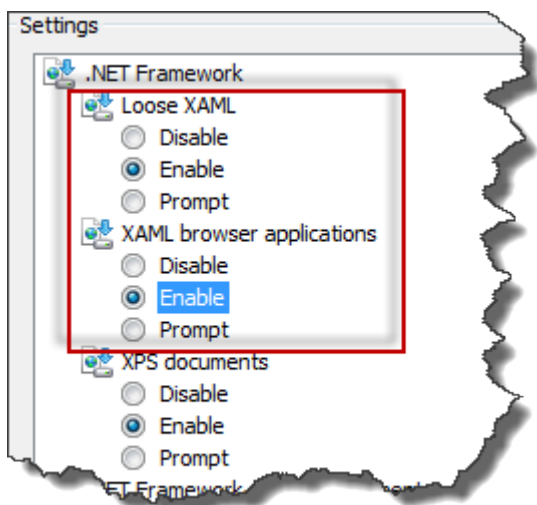 Settings
.NET Framework
Loose XAML
Disable
Enable
Prompt
XAML browser applications
Disable
Enable
Prompt
XPS documents
Disable
Enable
Prompt
Framework